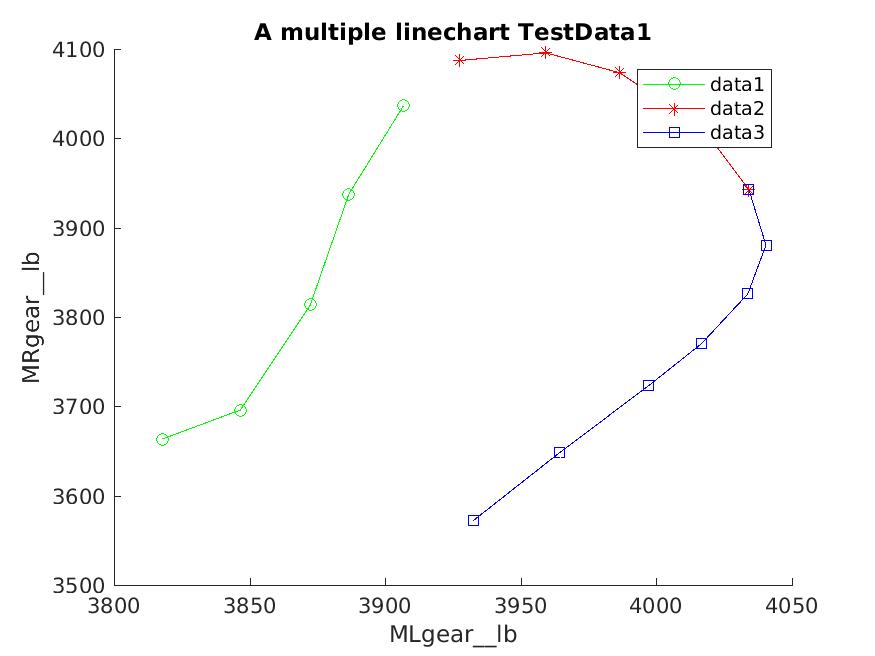 A multiple linechart TestData1
4100
4000
3900
3800
3700
3600
3500
MRgear__lb
data1
data2
data3
3800 3850 3900 3950 4000 4050
MLgear__lb